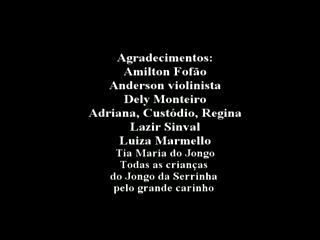 Agradecimentos:
Amilton Fofão
Anderson violinista
Dely Monteiro
Adriana, Custódio, Regina
Lazir Sinval
Luiza Marmello
Tia Maria do Jongo
Todas as crianças
do Jongo da Serrinha
pelo grande carinho